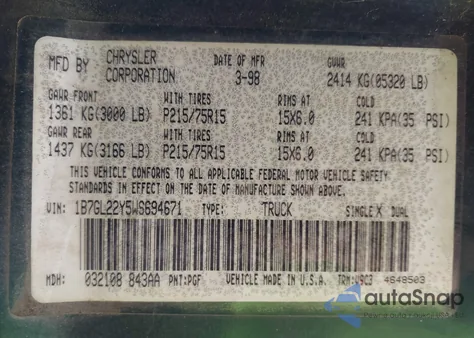 MFD BY CHRYSLER CORPORATION DATE OF MFR 3-98 GVWR 2414 KG(05320 LB)
GAWR FRONT WITH TIRES RIMS AT COLD
1361 KG(3000 LB) P215/75R15 15X6.0 241 KPA(35 PSI)
GAWR REAR WITH TIRES RIMS AT COLD
1437 KG(3166 LB) P215/75R15 15X6.0 241 KPA(35 PSI)
THIS VEHICLE CONFORMS TO ALL APPLICABLE FEDERAL MOTOR VEHICLE SAFETY
STANDARDS IN EFFECT ON THE DATE OF MANUFACTURE SHOWN ABOVE.
VIN: 1B7GL22Y5WS694671 TYPE: TRUCK SINGLE X DUAL
MDH: 032108 843AA PNT:PGF VEHICLE MADE IN U.S.A. TRM:V9C3 4648503
autaSnap